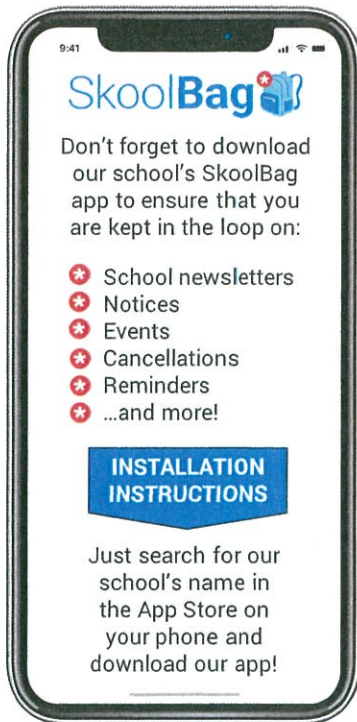 9:41
SkoolBag
Don't forget to download
our school's SkoolBag
app to ensure that you
are kept in the loop on:
School newsletters
Notices
Events
Cancellations
Reminders
...and more!
INSTALLATION
INSTRUCTIONS
Just search for our
school's name in
the App Store on
your phone and
download our app!